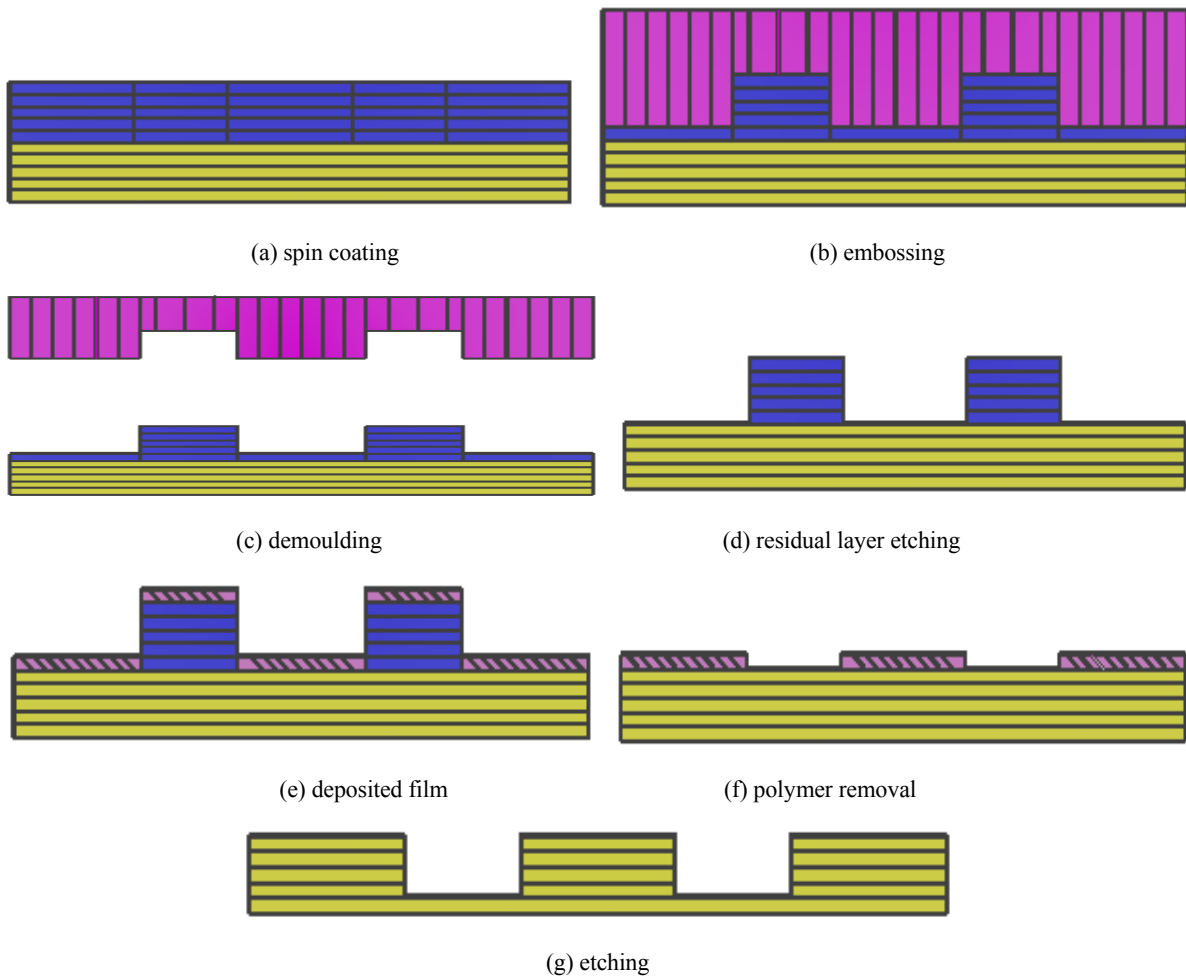 (a) spin coating
(b) embossing
(c) demoulding
(d) residual layer etching
(e) deposited film
(f) polymer removal
(g) etching